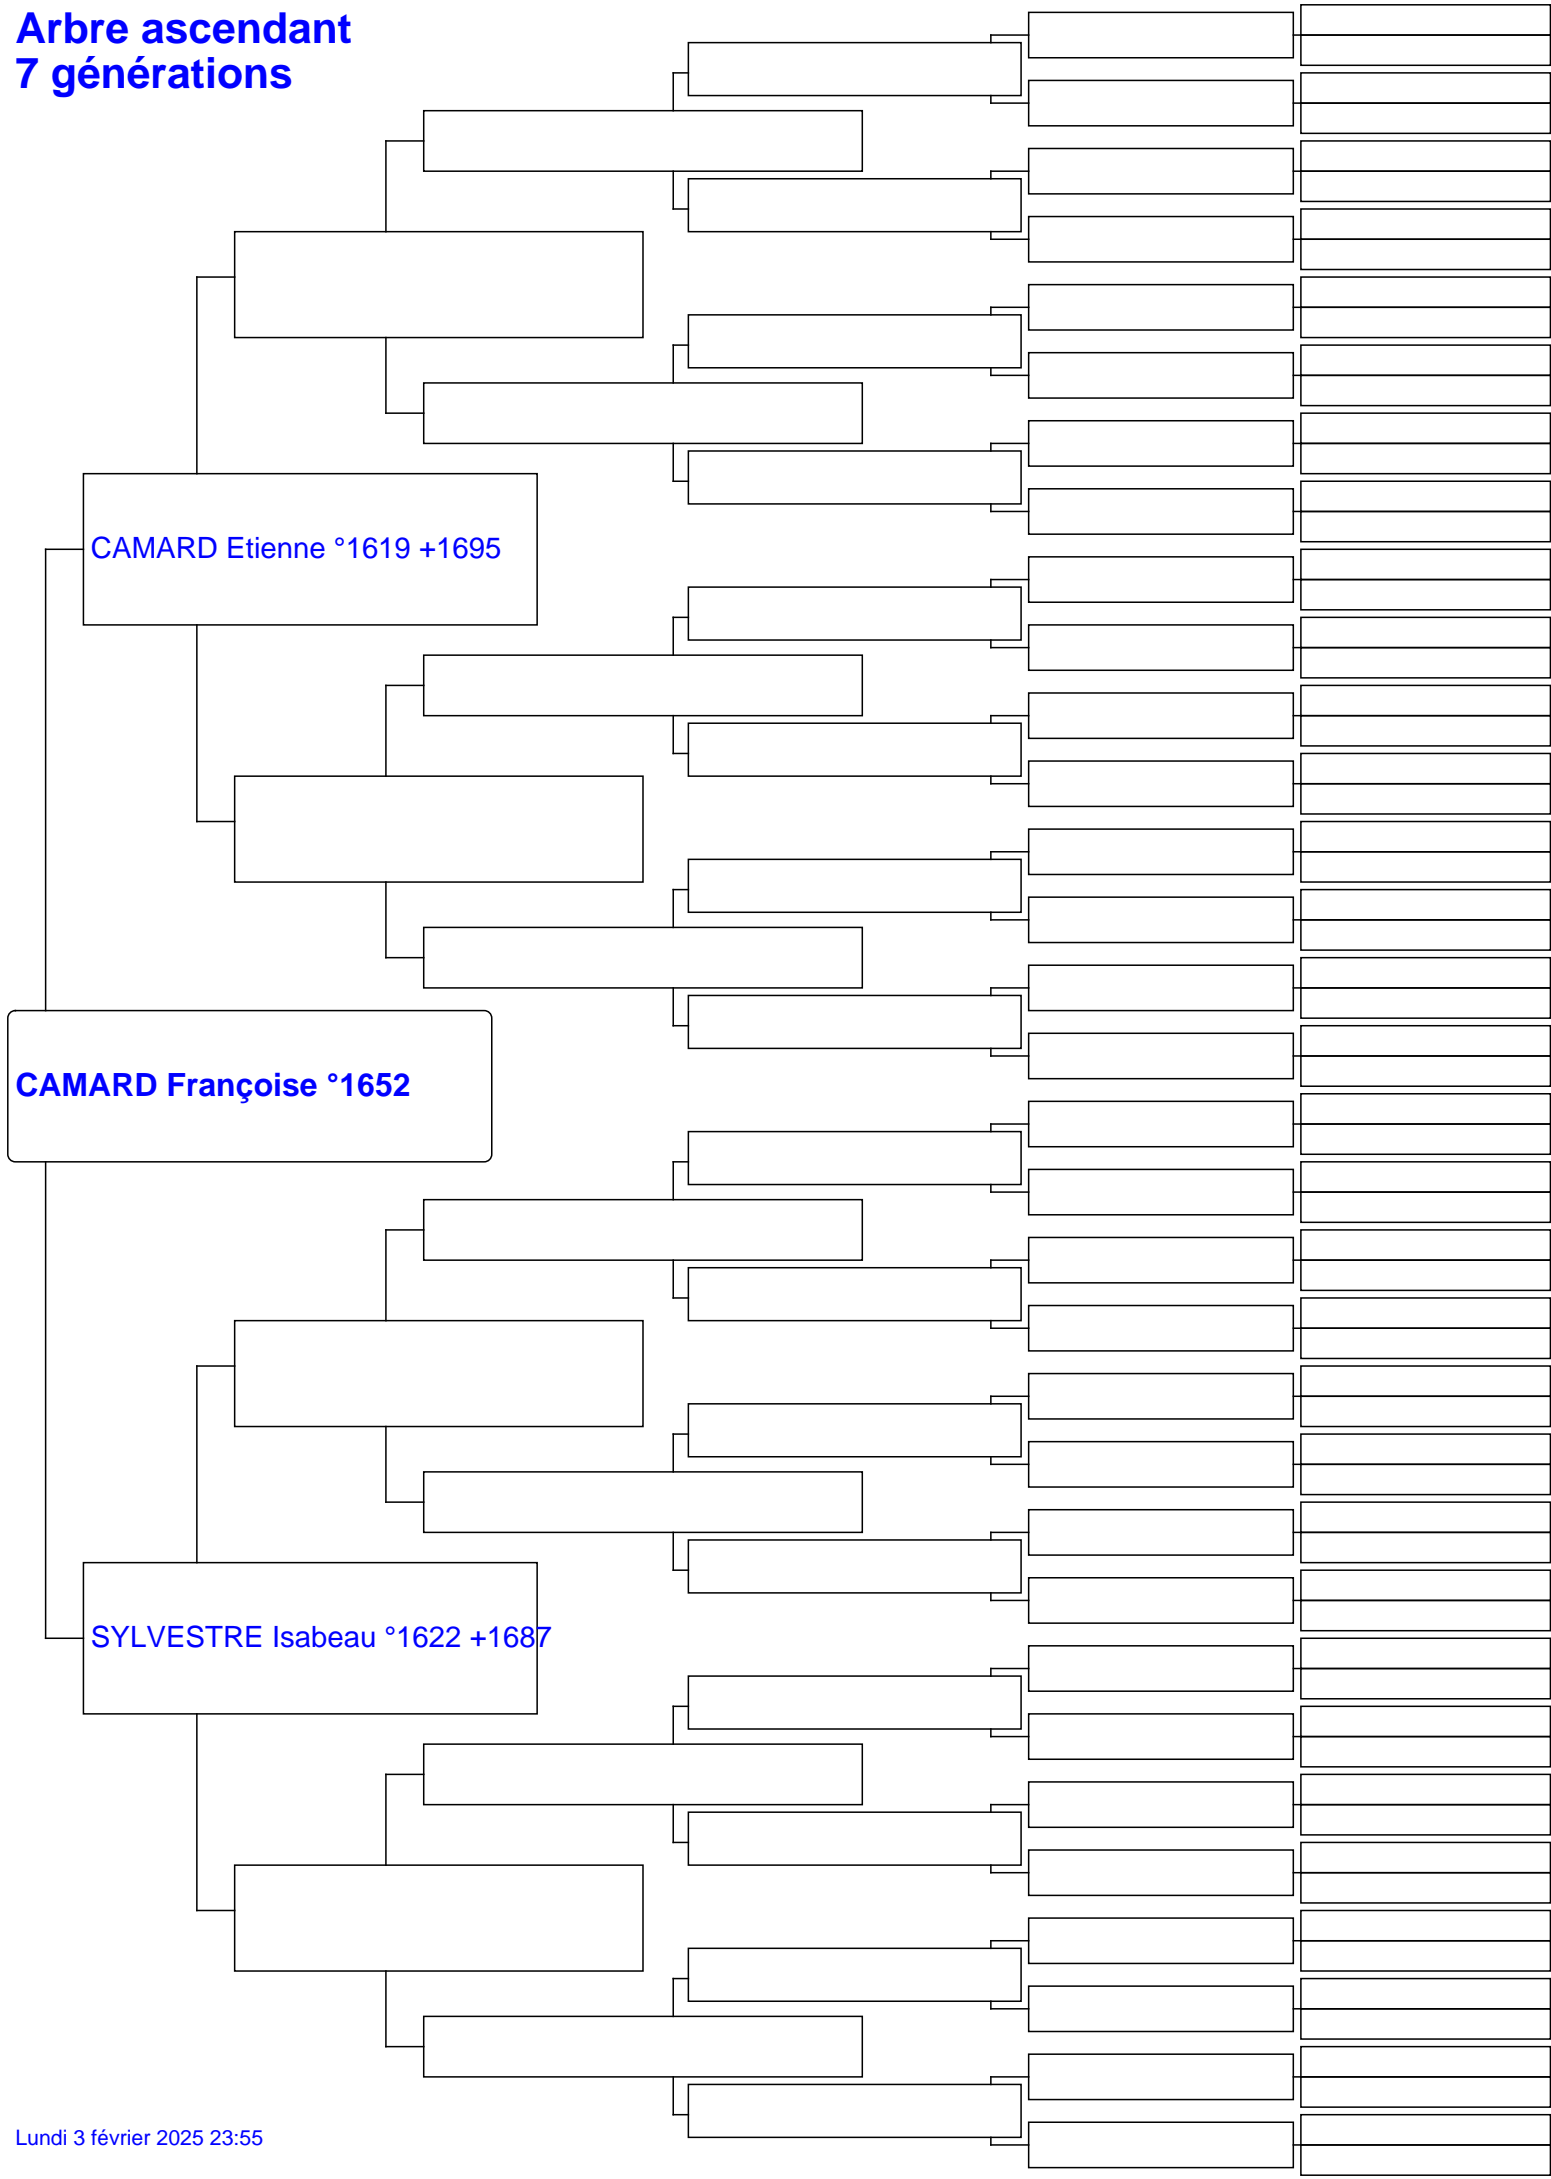 Arbre ascendant
7 générations
CAMARD Etienne °1619 +1695
CAMARD Françoise °1652
SYLVESTRE Isabeau °1622 +1687
Lundi 3 février 2025 23:55